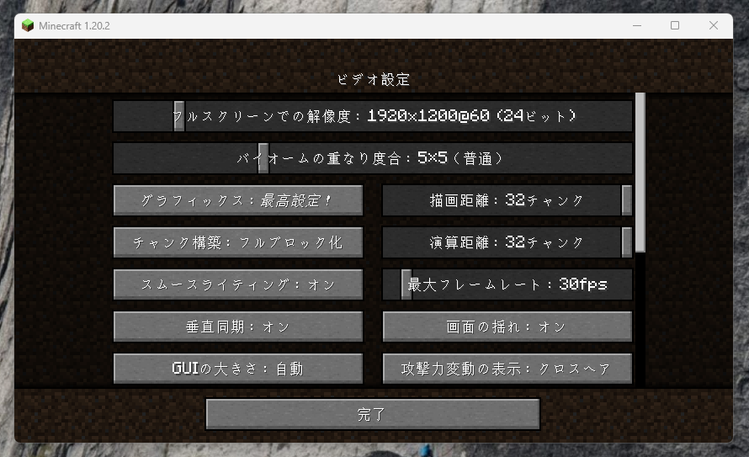 Minecraft 1.20.2
ビデオ設定
フルスクリーンでの解像度：1920x1200@60 (24ビット)
バイオームの重なり度合：5×5（普通）
グラフィックス：最高設定！
描画距離：32チャンク
チャンク構築：フルブロック化
演算距離：32チャンク
スムースライティング：オン
最大フレームレート：30fps
垂直同期：オン
画面の揺れ：オン
GUIの大きさ：自動
攻撃力変動の表示：クロスヘア
完了